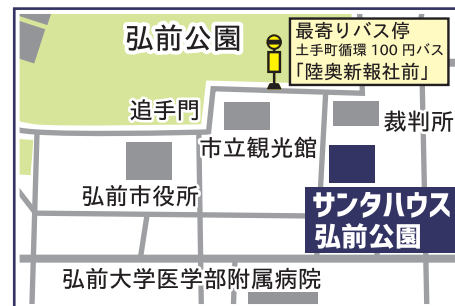 弘前公園
最寄りバス停
土手町循環100円バス
「陸奥新報社前」
追手門
市立観光館
裁判所
弘前市役所
サンタハウス
弘前公園
弘前大学医学部附属病院